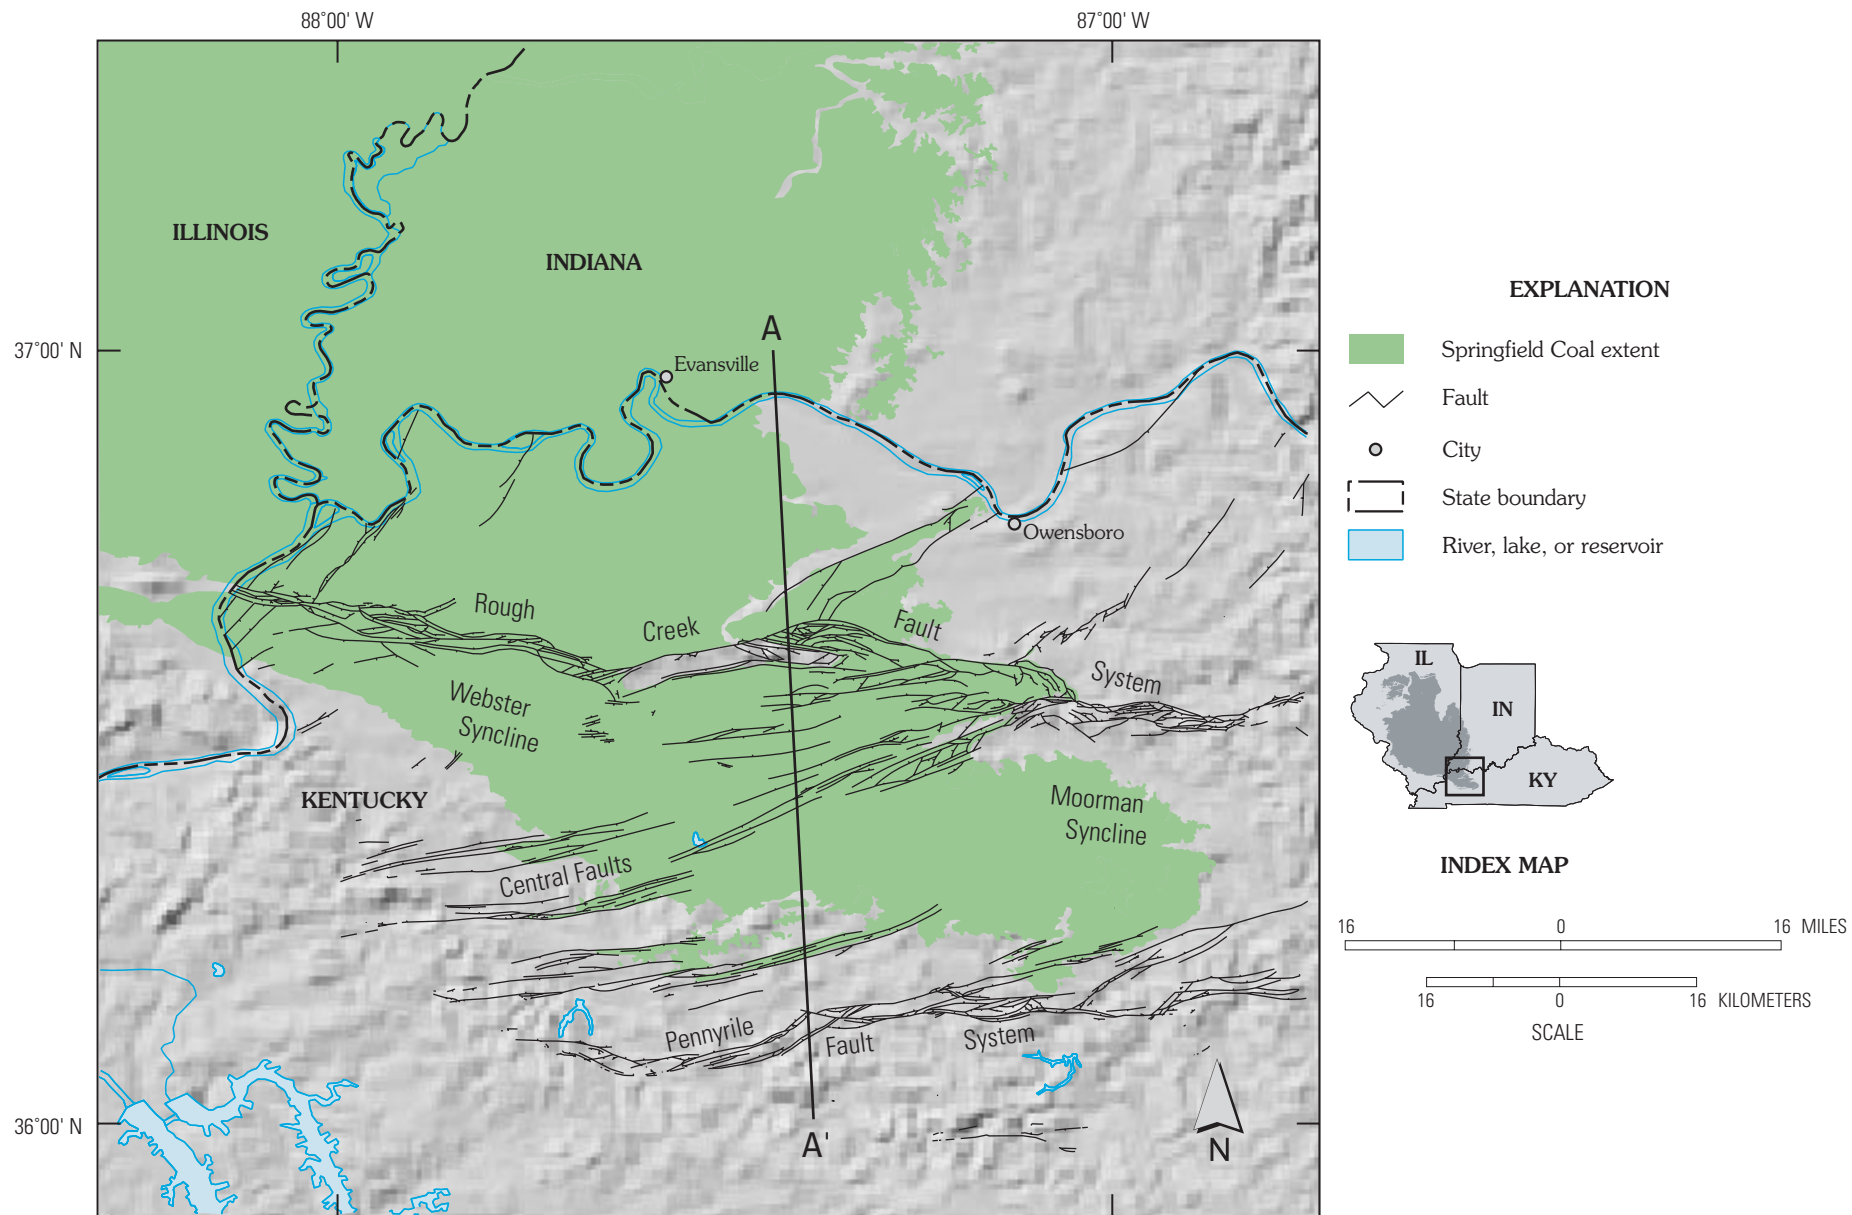 88°00' W
87°00' W
37°00' N
36°00' N
ILLINOIS
INDIANA
A
Evansville
Owensboro
Rough
Creek
Fault
System
Webster
Syncline
KENTUCKY
Moorman
Syncline
Central Faults
Pennyrile
Fault
System
A'
N
EXPLANATION
Springfield Coal extent
Fault
City
State boundary
River, lake, or reservoir
IL
IN
KY
INDEX MAP
16 0 16 MILES
16 0 16 KILOMETERS
SCALE